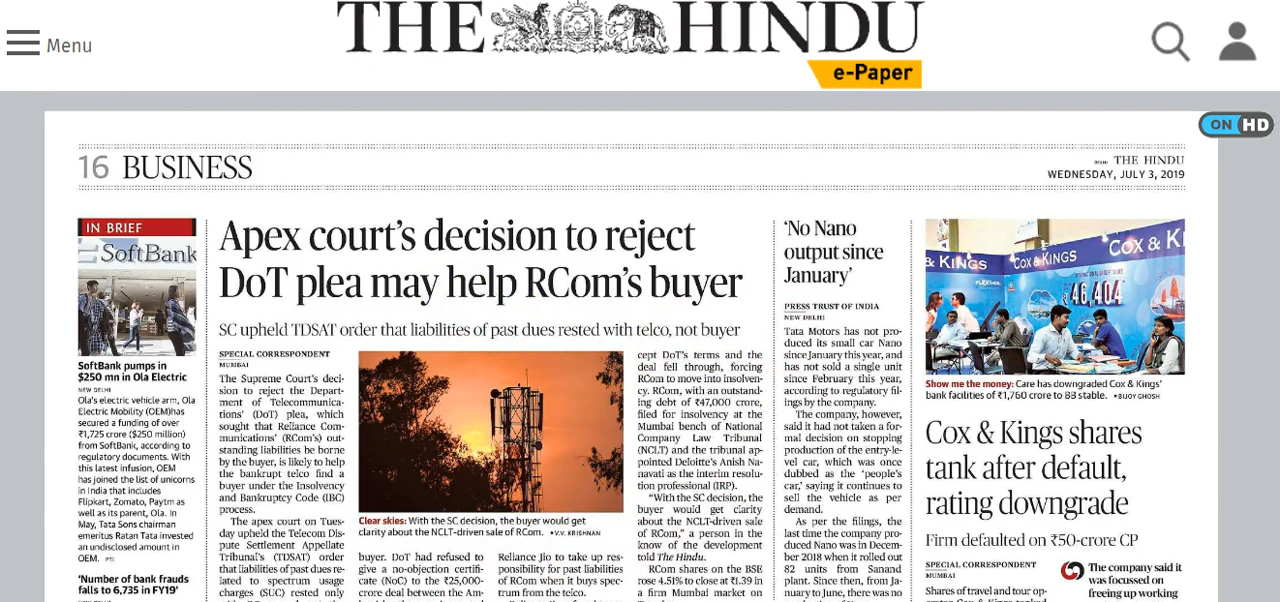 Menu
THE HINDU
e-Paper
ON HD
16 BUSINESS
DELHI THE HINDU
WEDNESDAY, JULY 3, 2019
IN BRIEF
SoftBank
SoftBank pumps in
$250 mn in Ola Electric
NEW DELHI
Ola's electric vehicle arm, Ola
Electric Mobility (OEM)has
secured a funding of over
₹1,725 crore ($250 million)
from SoftBank, according to
regulatory documents. With
this latest infusion, OEM
has joined the list of unicorns
in India that includes
Flipkart, Zomato, Paytm as
well as its parent, Ola. In
May, Tata Sons chairman
emeritus Ratan Tata invested
an undisclosed amount in
OEM. PTI
'Number of bank frauds
falls to 6,735 in FY19'
Apex court's decision to reject
DoT plea may help RCom's buyer
SC upheld TDSAT order that liabilities of past dues rested with telco, not buyer
SPECIAL CORRESPONDENT
MUMBAI
The Supreme Court's deci-
sion to reject the Depart-
ment of Telecommunica-
tions' (DoT) plea, which
sought that Reliance Com-
munications' (RCom's) out-
standing liabilities be borne
by the buyer, is likely to help
the bankrupt telco find a
buyer under the Insolvency
and Bankruptcy Code (IBC)
process.
The apex court on Tues-
day upheld the Telecom Dis-
pute Settlement Appellate
Tribunal's (TDSAT) order
that liabilities of past dues re-
lated to spectrum usage
charges (SUC) rested only
Clear skies: With the SC decision, the buyer would get
clarity about the NCLT-driven sale of RCom. • V.V. KRISHNAN
buyer. DoT had refused to
give a no-objection certifi-
cate (NoC) to the ₹25,000-
crore deal between the Am-
Reliance Jio to take up res-
ponsibility for past liabilities
of RCom when it buys spec-
trum from the telco.
cept DoT's terms and the
deal fell through, forcing
RCom to move into insolven-
cy. RCom, with an outstand-
ing debt of ₹47,000 crore,
filed for insolvency at the
Mumbai bench of National
Company Law Tribunal
(NCLT) and the tribunal ap-
pointed Deloitte's Anish Na-
navati as the interim resolu-
tion professional (IRP).
"With the SC decision, the
buyer would get clarity
about the NCLT-driven sale
of RCom," a person in the
know of the development
told The Hindu.
RCom shares on the BSE
rose 4.51% to close at ₹1.39 in
a firm Mumbai market on
'No Nano
output since
January'
PRESS TRUST OF INDIA
NEW DELHI
Tata Motors has not pro-
duced its small car Nano
since January this year, and
has not sold a single unit
since February this year,
according to regulatory fil-
ings by the company.
The company, however,
said it had not taken a for-
mal decision on stopping
production of the entry-le-
vel car, which was once
dubbed as the 'people's
car,' saying it continues to
sell the vehicle as per
demand.
As per the filings, the
last time the company pro-
duced Nano was in Decem-
ber 2018 when it rolled out
82 units from Sanand
plant. Since then, from Ja-
nuary to June, there was no
& KINGS
COX & KINGS
COX & K
46,404
Show me the money: Care has downgraded Cox & Kings'
bank facilities of ₹1,760 crore to BB stable. • BIJOY GHOSH
Cox & Kings shares
tank after default,
rating downgrade
Firm defaulted on ₹50-crore CP
SPECIAL CORRESPONDENT
MUMBAI
Shares of travel and tour op-
The company said it
was focussed on
freeing up working